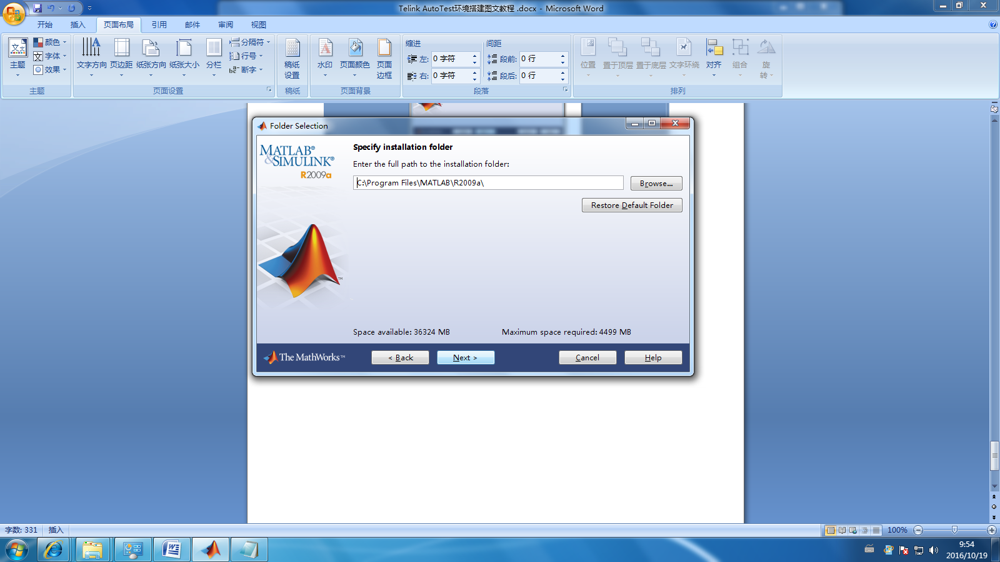 Telink AutoTest环境搭建图文教程 .docx - Microsoft Word
开始 插入 页面布局 引用 邮件 审阅 视图
主题 颜色 字体 效果
文字方向 页边距 纸张方向 纸张大小 分栏 分隔符 行号 断字
稿纸设置
水印 页面颜色 页面边框
缩进 间距
左: 0 字符 段前: 0 行
右: 0 字符 段后: 0 行
位置 置于顶层 置于底层 文字环绕 对齐 组合 旋转
主题 页面设置 稿纸 页面背景 段落 排列
Folder Selection
MATLAB®
&SIMULINK®
R2009a
Specify installation folder
Enter the full path to the installation folder:
C:\Program Files\MATLAB\R2009a\
Browse...
Restore Default Folder
Space available: 36324 MB Maximum space required: 4499 MB
The MathWorks™ < Back Next > Cancel Help
字数: 331 插入 100%
9:54
2016/10/19